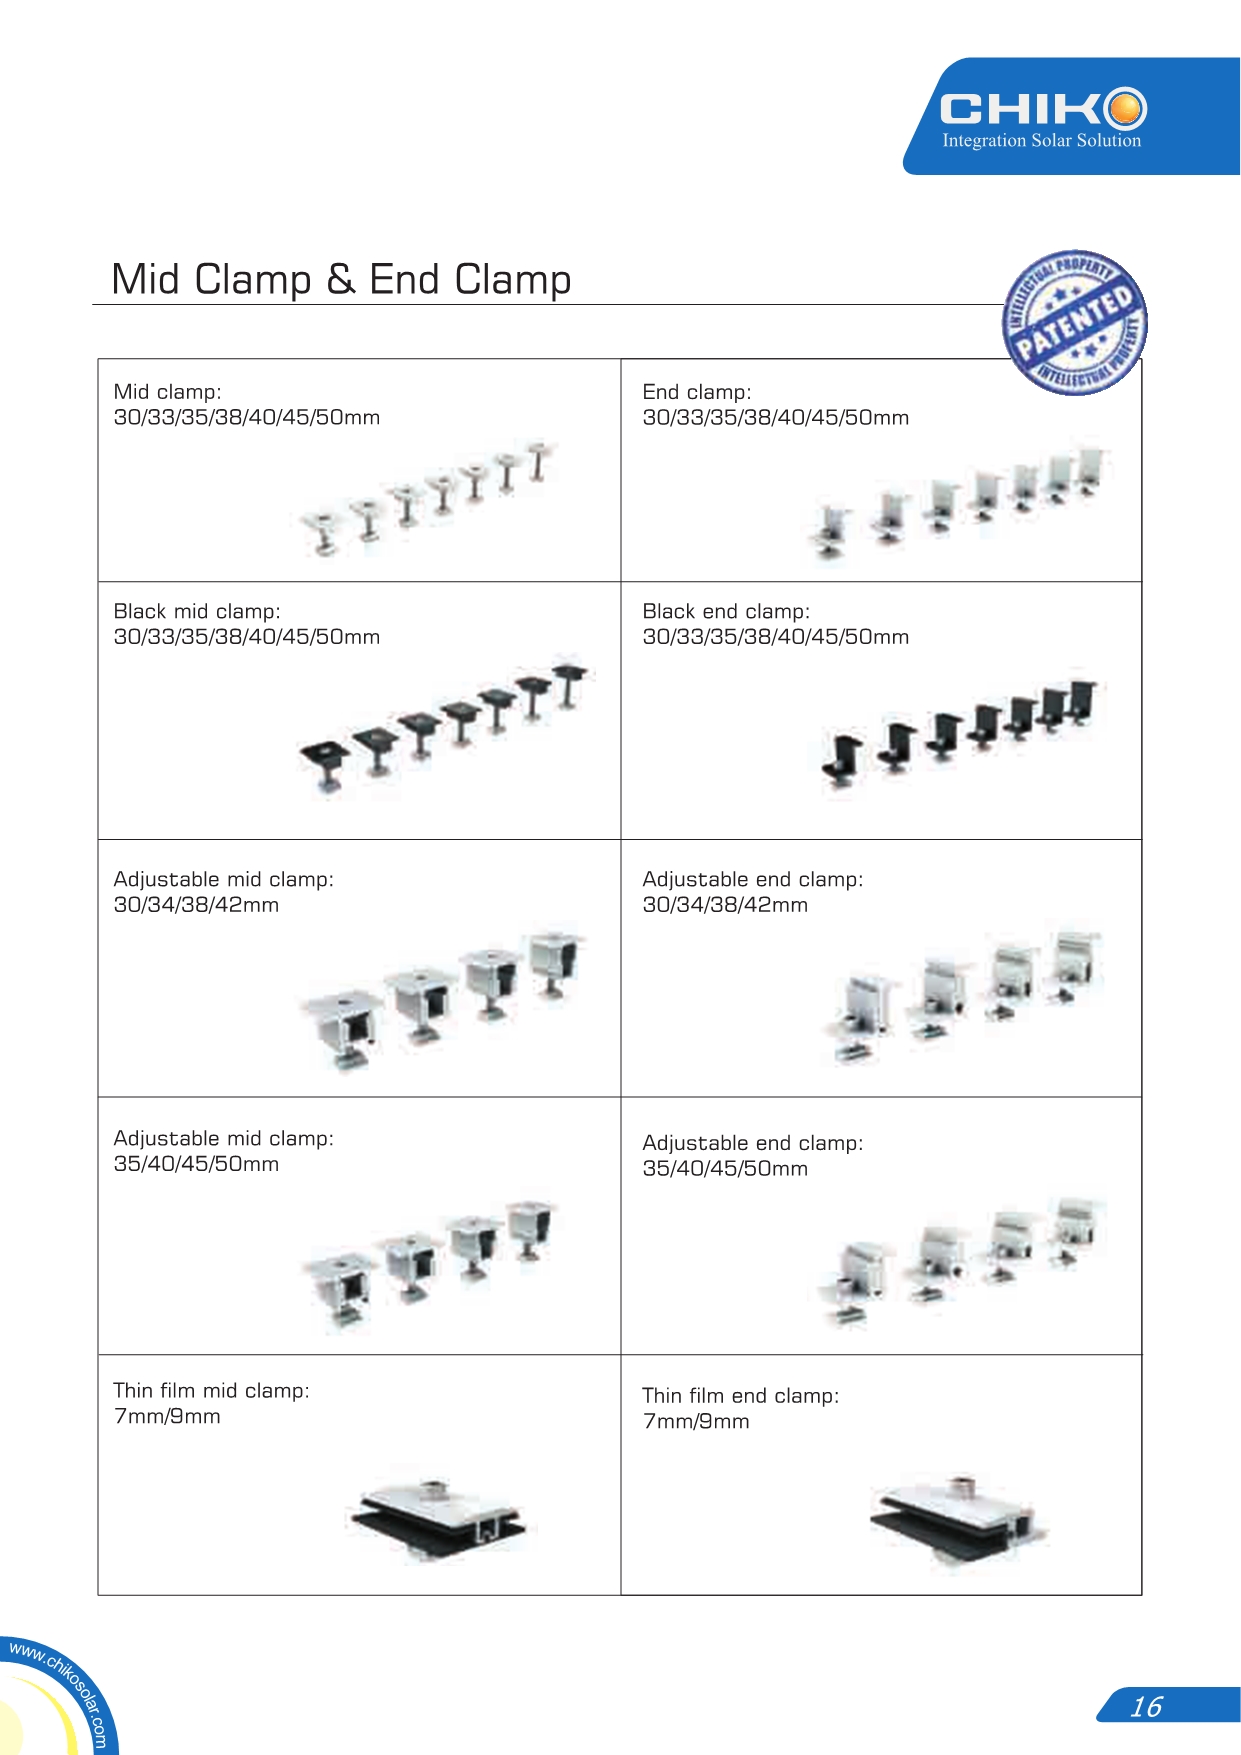 CHIKO
Integration Solar Solution
Mid Clamp & End Clamp
INTELLECTUAL PROPERTY
PATENTED
INTELLECTUAL PROPERTY
Mid clamp:
30/33/35/38/40/45/50mm
End clamp:
30/33/35/38/40/45/50mm
Black mid clamp:
30/33/35/38/40/45/50mm
Black end clamp:
30/33/35/38/40/45/50mm
Adjustable mid clamp:
30/34/38/42mm
Adjustable end clamp:
30/34/38/42mm
Adjustable mid clamp:
35/40/45/50mm
Adjustable end clamp:
35/40/45/50mm
Thin film mid clamp:
7mm/9mm
Thin film end clamp:
7mm/9mm
www.chikosolar.com
16